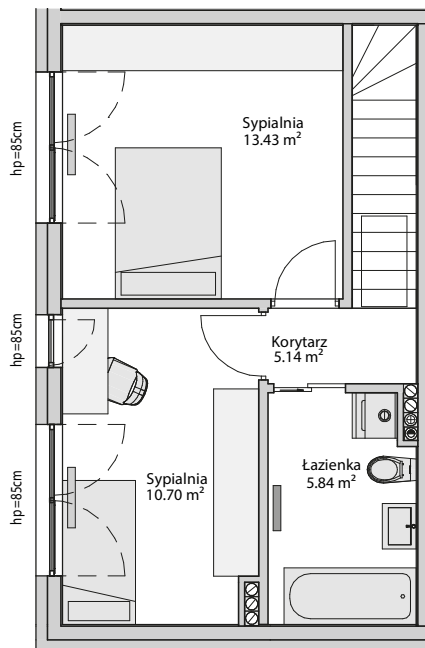 hp=85cm
Sypialnia
13.43 m²
hp=85cm
Korytarz
5.14 m²
hp=85cm
Sypialnia
10.70 m²
Łazienka
5.84 m²